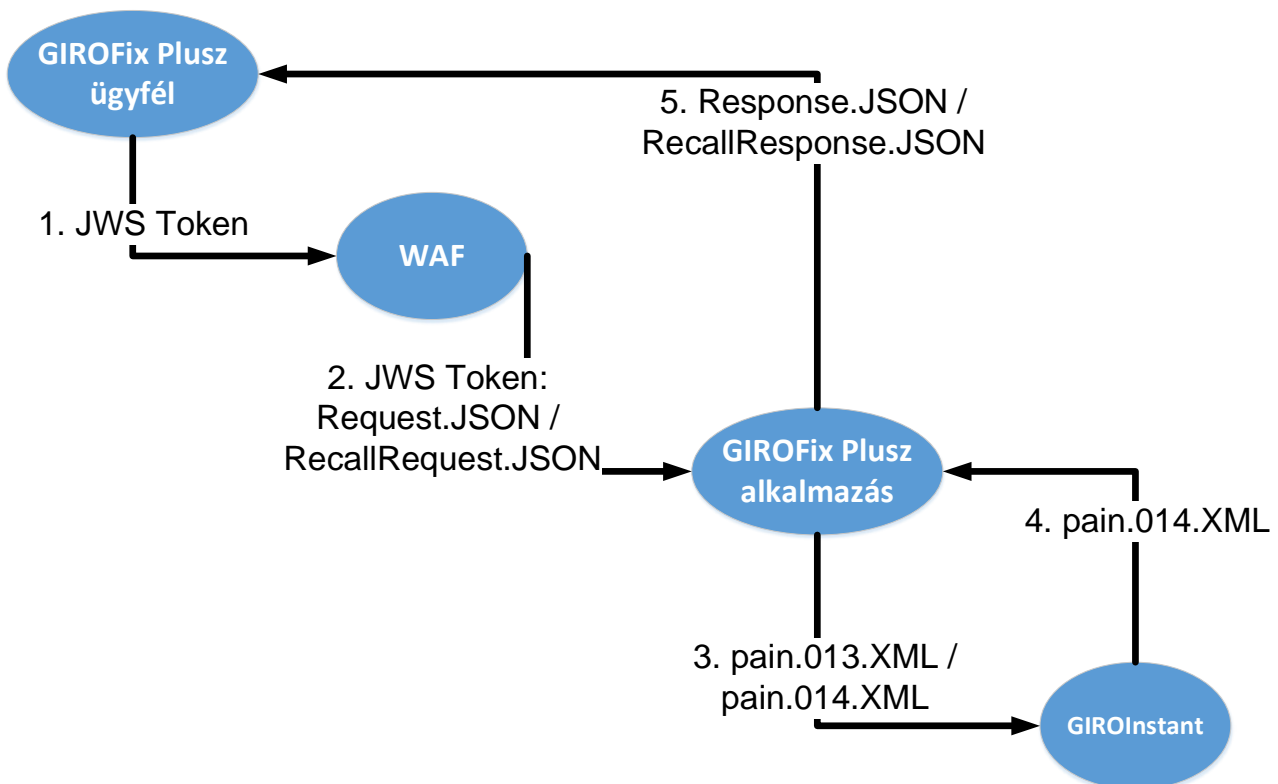 GIROFix Plusz
ügyfél
5. Response.JSON /
RecallResponse.JSON
1. JWS Token
WAF
2. JWS Token:
Request.JSON /
RecallRequest.JSON
GIROFix Plusz
alkalmazás
4. pain.014.XML
3. pain.013.XML /
pain.014.XML
GIROInstant